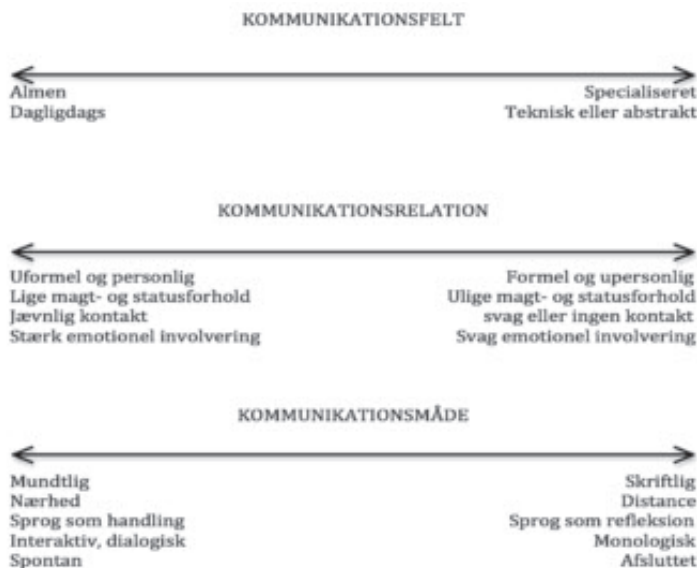 KOMMUNIKATIONSFELT
Almen Specialiseret
Dagligdags Teknisk eller abstrakt
KOMMUNIKATIONSRELATION
Uformel og personlig Formel og upersonlig
Lige magt- og statusforhold Ulige magt- og statusforhold
Jævnlig kontakt svag eller ingen kontakt
Stærk emotionel involvering Svag emotionel involvering
KOMMUNIKATIONSMÅDE
Mundtlig Skriftlig
Nærhed Distance
Sprog som handling Sprog som refleksion
Interaktiv, dialogisk Monologisk
Spontan Afsluttet